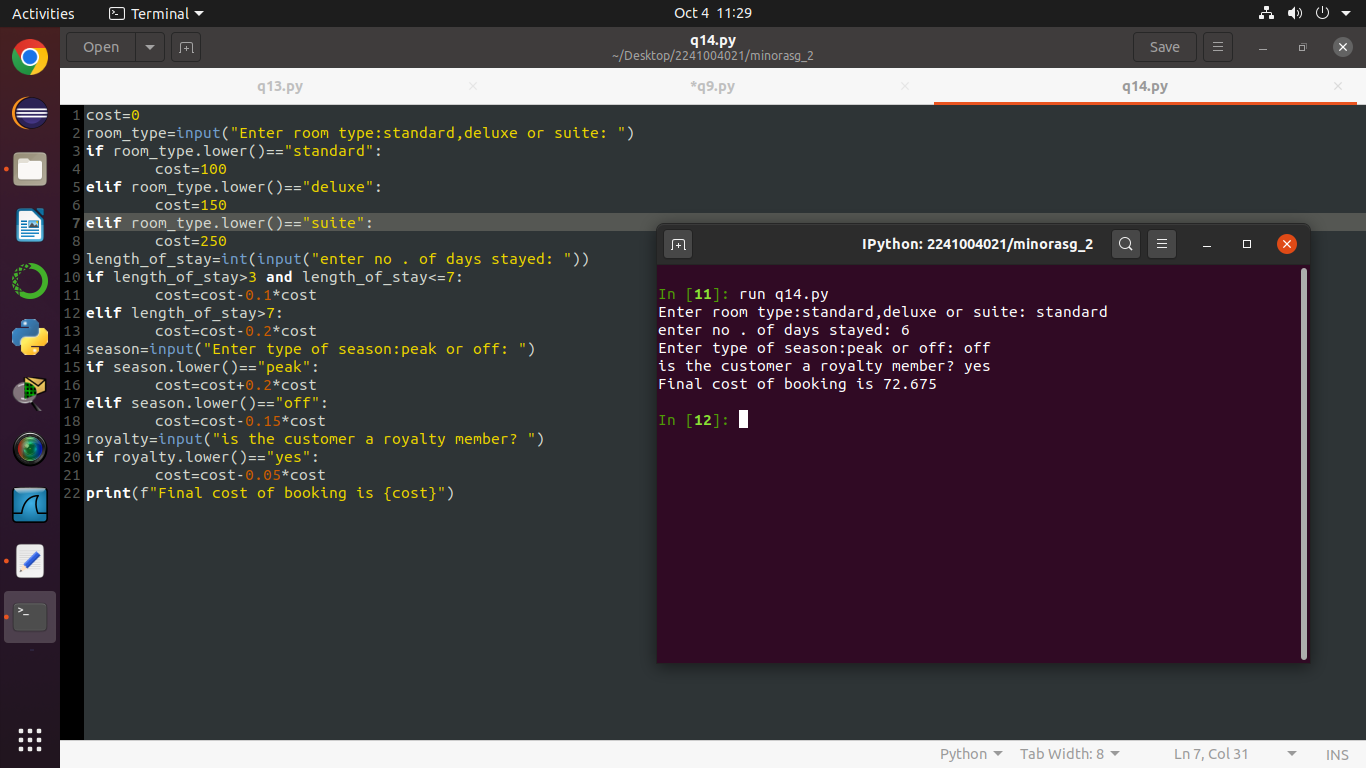 Activities
Terminal
Oct 4 11:29
Open
q14.py
~/Desktop/2241004021/minorasg_2
Save
q13.py
*q9.py
q14.py
1 cost=0
2 room_type=input("Enter room type:standard,deluxe or suite: ")
3 if room_type.lower()=="standard":
4         cost=100
5 elif room_type.lower()=="deluxe":
6         cost=150
7 elif room_type.lower()=="suite":
8         cost=250
9 length_of_stay=int(input("enter no . of days stayed: "))
10 if length_of_stay>3 and length_of_stay<=7:
11         cost=cost-0.1*cost
12 elif length_of_stay>7:
13         cost=cost-0.2*cost
14 season=input("Enter type of season:peak or off: ")
15 if season.lower()=="peak":
16         cost=cost+0.2*cost
17 elif season.lower()=="off":
18         cost=cost-0.15*cost
19 royalty=input("is the customer a royalty member? ")
20 if royalty.lower()=="yes":
21         cost=cost-0.05*cost
22 print(f"Final cost of booking is {cost}")
IPython: 2241004021/minorasg_2
In [11]: run q14.py
Enter room type:standard,deluxe or suite: standard
enter no . of days stayed: 6
Enter type of season:peak or off: off
is the customer a royalty member? yes
Final cost of booking is 72.675
In [12]:
Python
Tab Width: 8
Ln 7, Col 31
INS